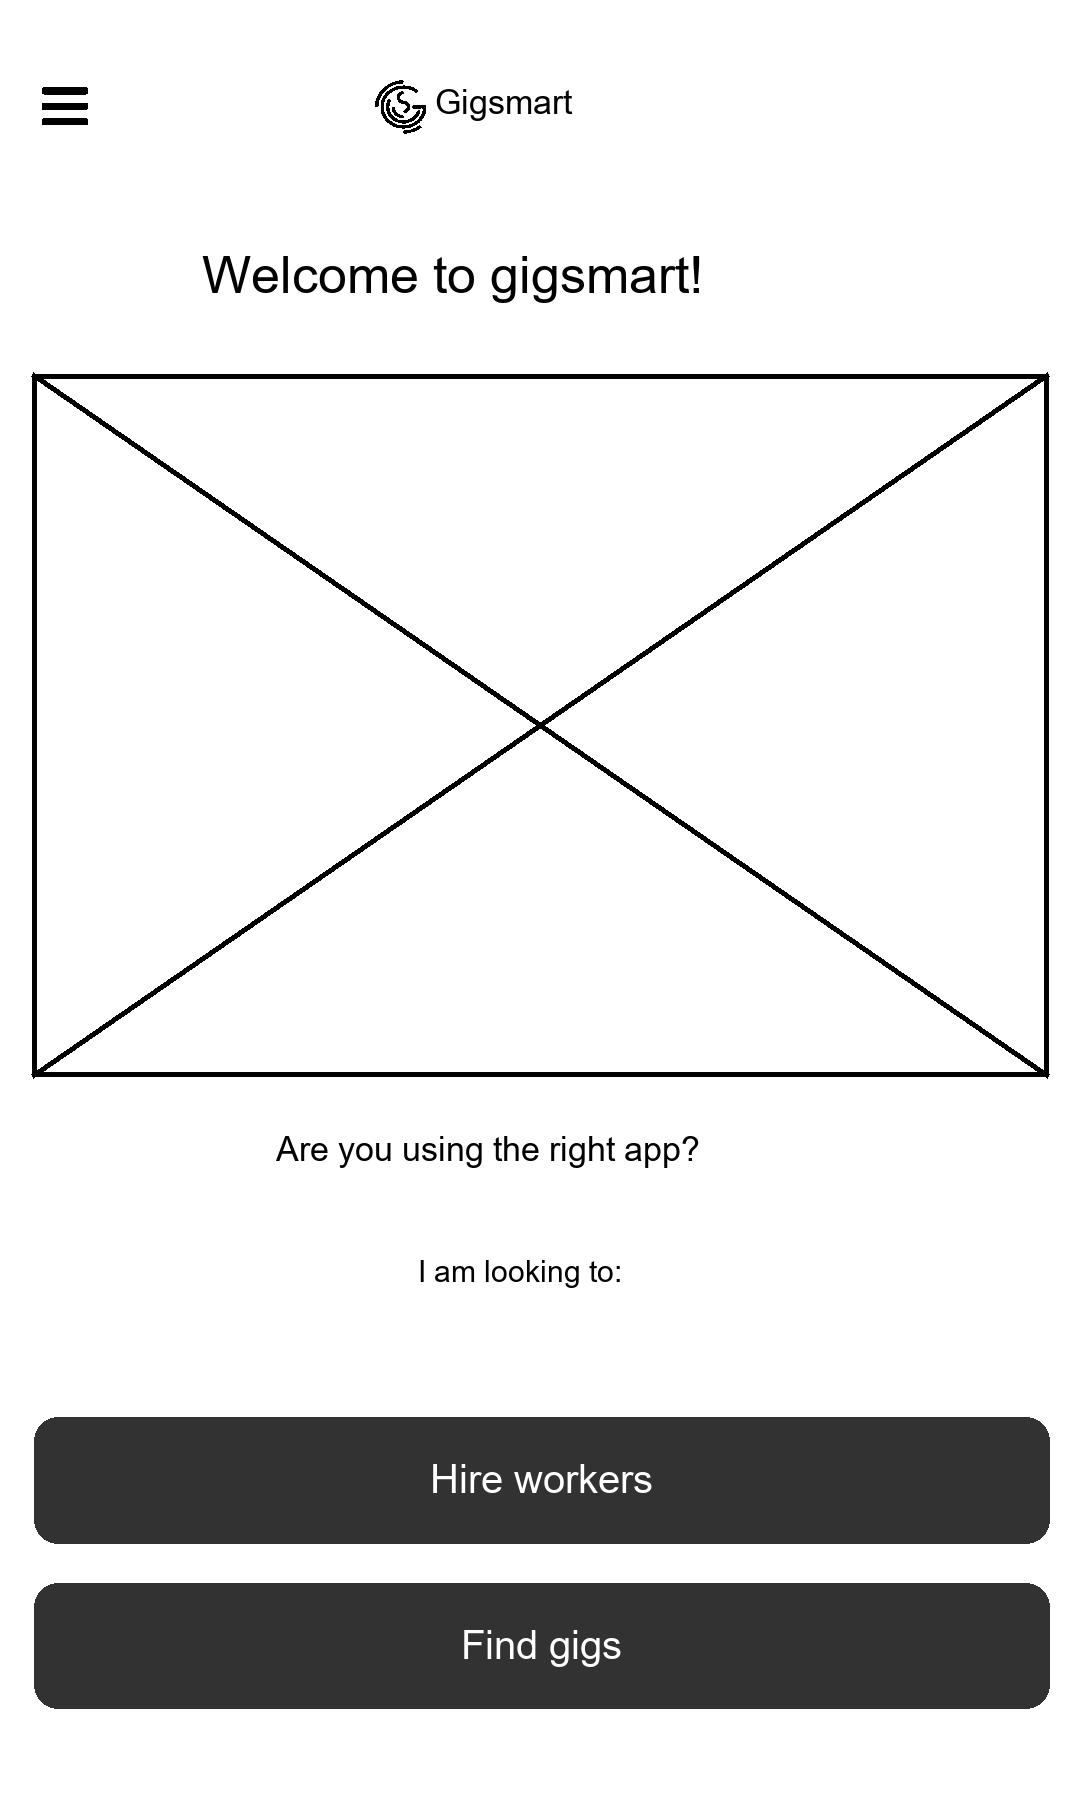 Gigsmart
Welcome to gigsmart!
Are you using the right app?
I am looking to:
Hire workers
Find gigs